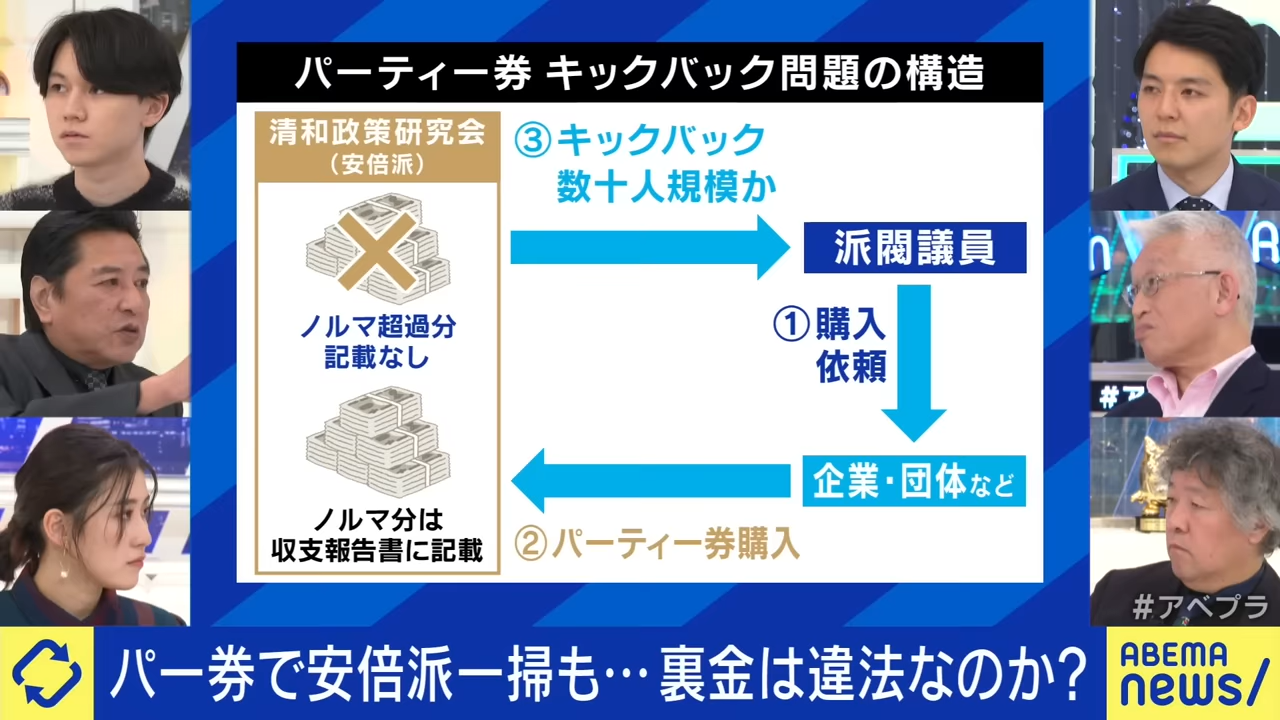 パーティー券 キックバック問題の構造
清和政策研究会
（安倍派）
ノルマ超過分
記載なし
ノルマ分は
収支報告書に記載
③キックバック
数十人規模か
派閥議員
①購入
依頼
企業・団体など
②パーティー券購入
#ア
#アベプラ
パー券で安倍派一掃も…裏金は違法なのか?
ABEMA
news/